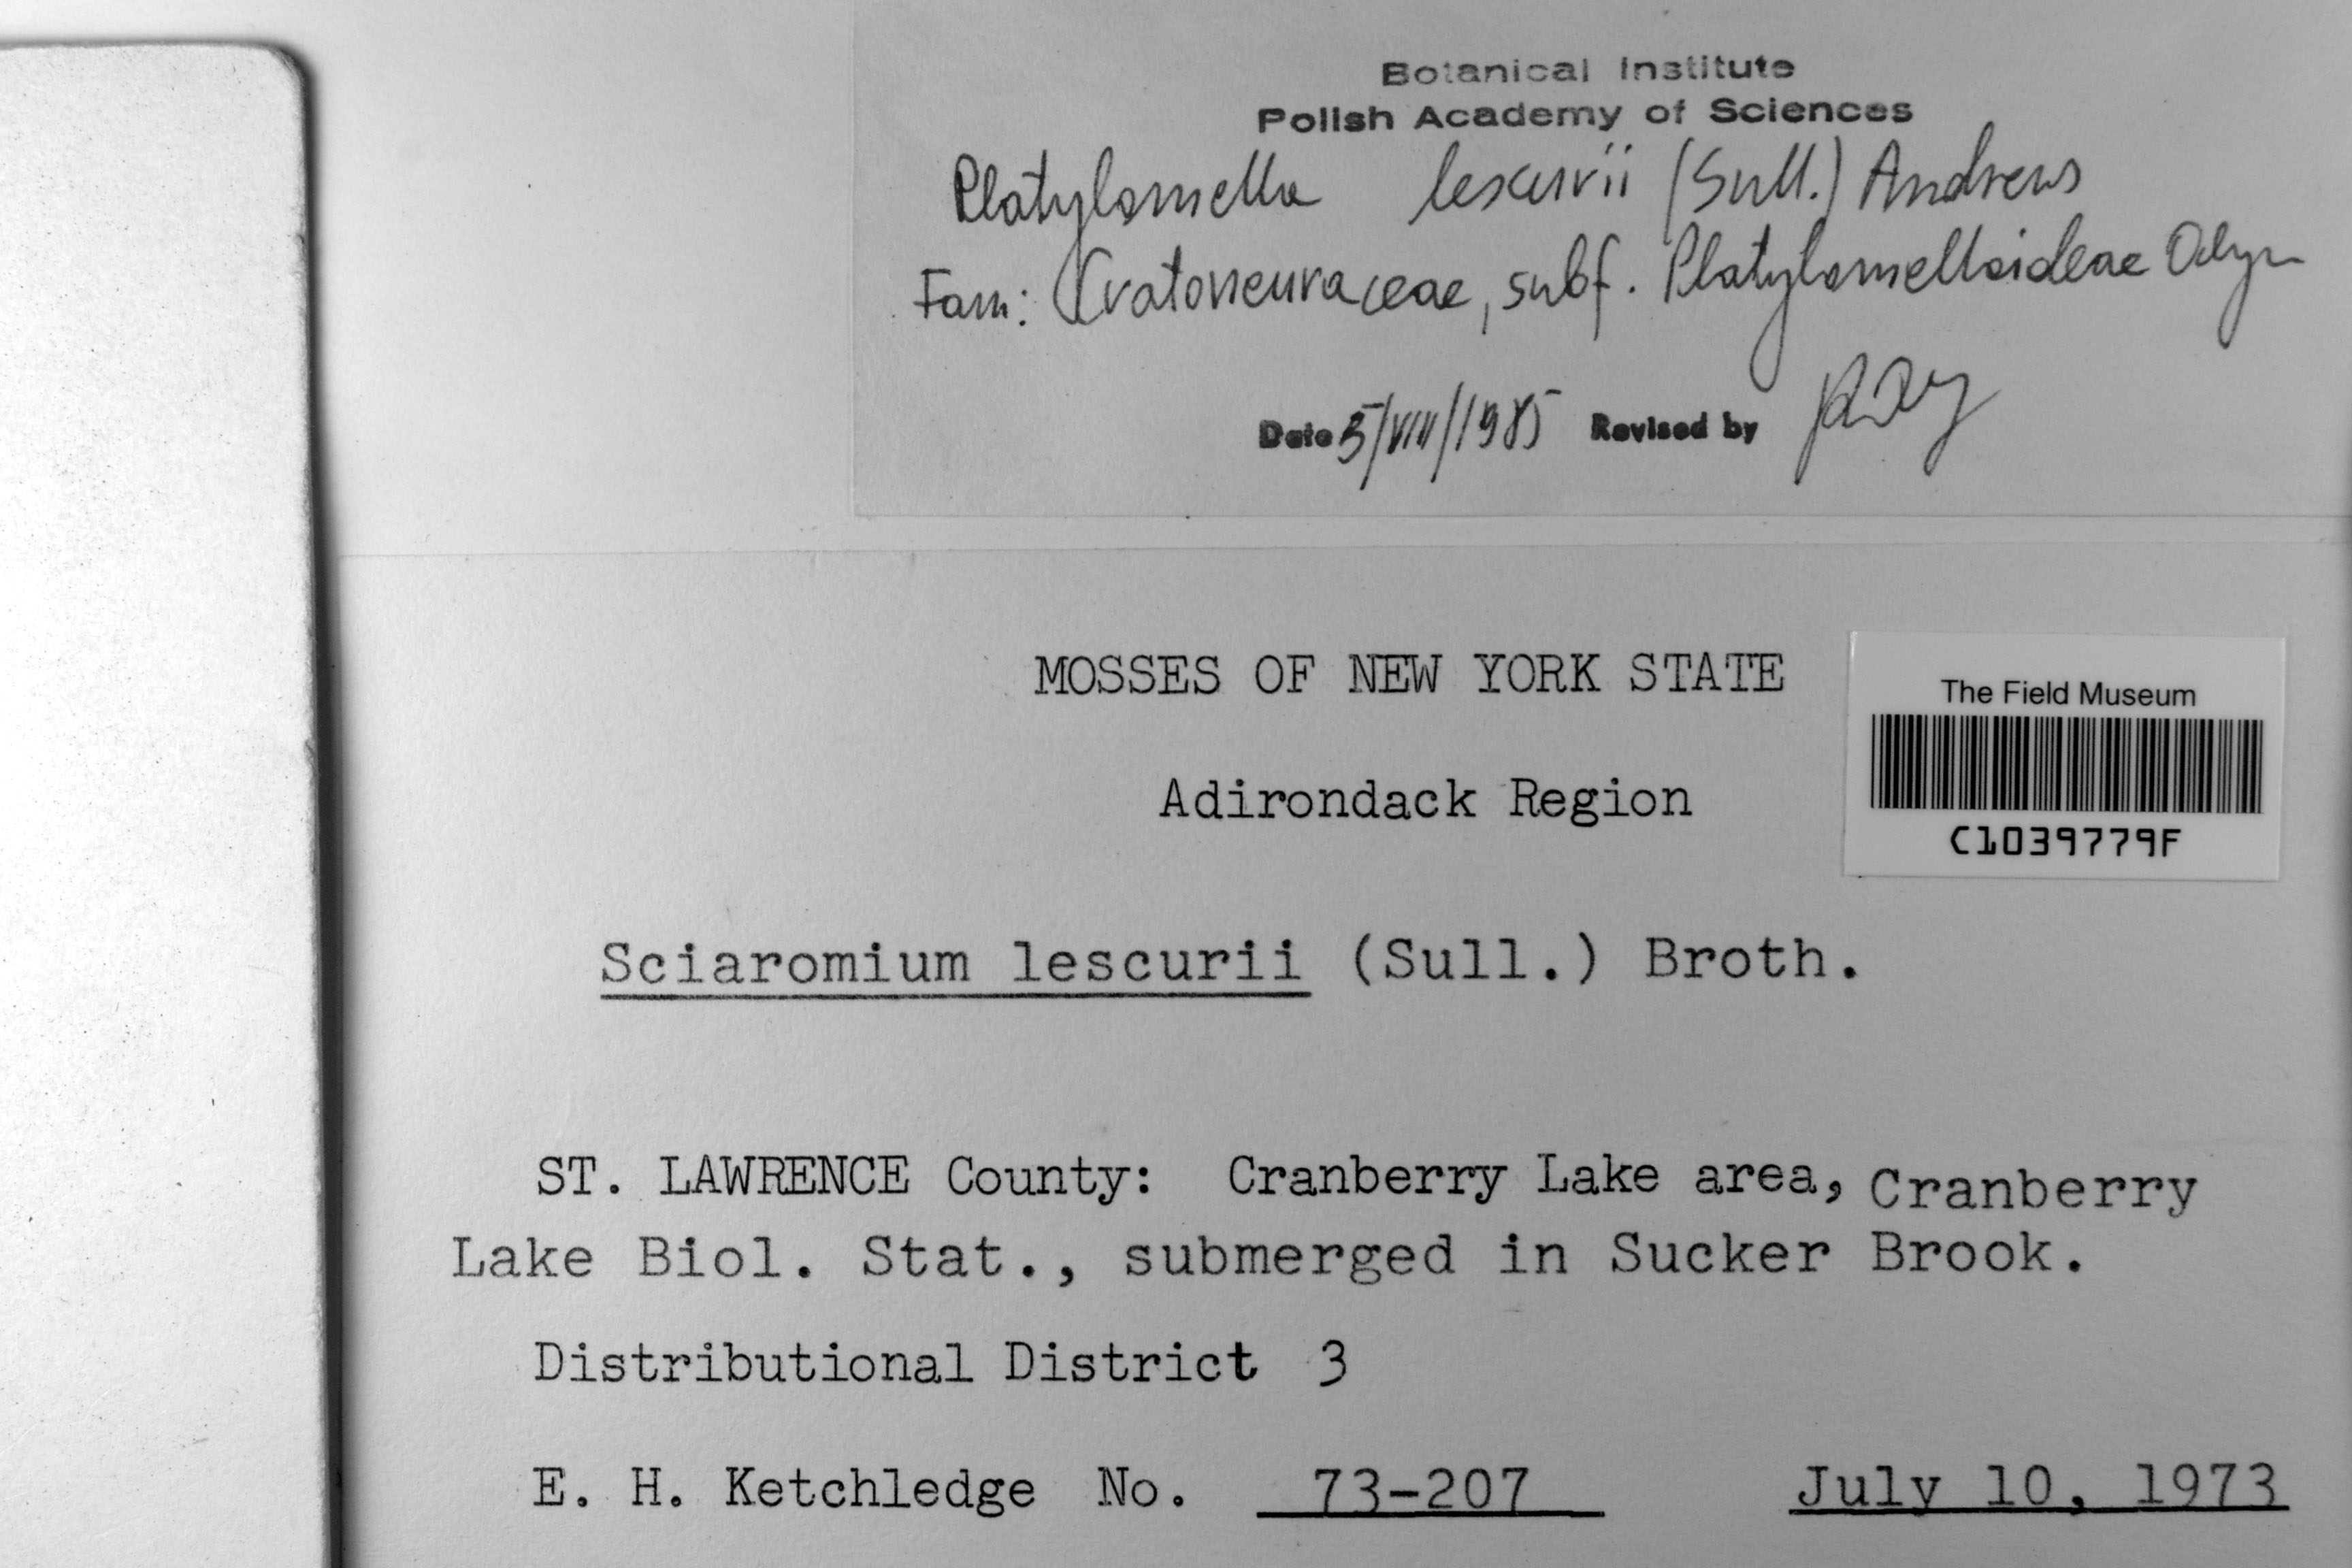 Botanical Institute
Polish Academy of Sciences
Platylomella lescurii (Sull.) Andrews
Fam: Cratoneuraceae, subf. Platylomelloideae
Date 5/VIII/1985 Revised by
MOSSES OF NEW YORK STATE
Adirondack Region
The Field Museum
C1039779F
Sciaromium lescurii (Sull.) Broth.
ST. LAWRENCE County: Cranberry Lake area, Cranberry
Lake Biol. Stat., submerged in Sucker Brook.
Distributional District 3
E. H. Ketchledge No. 73-207 July 10, 1973